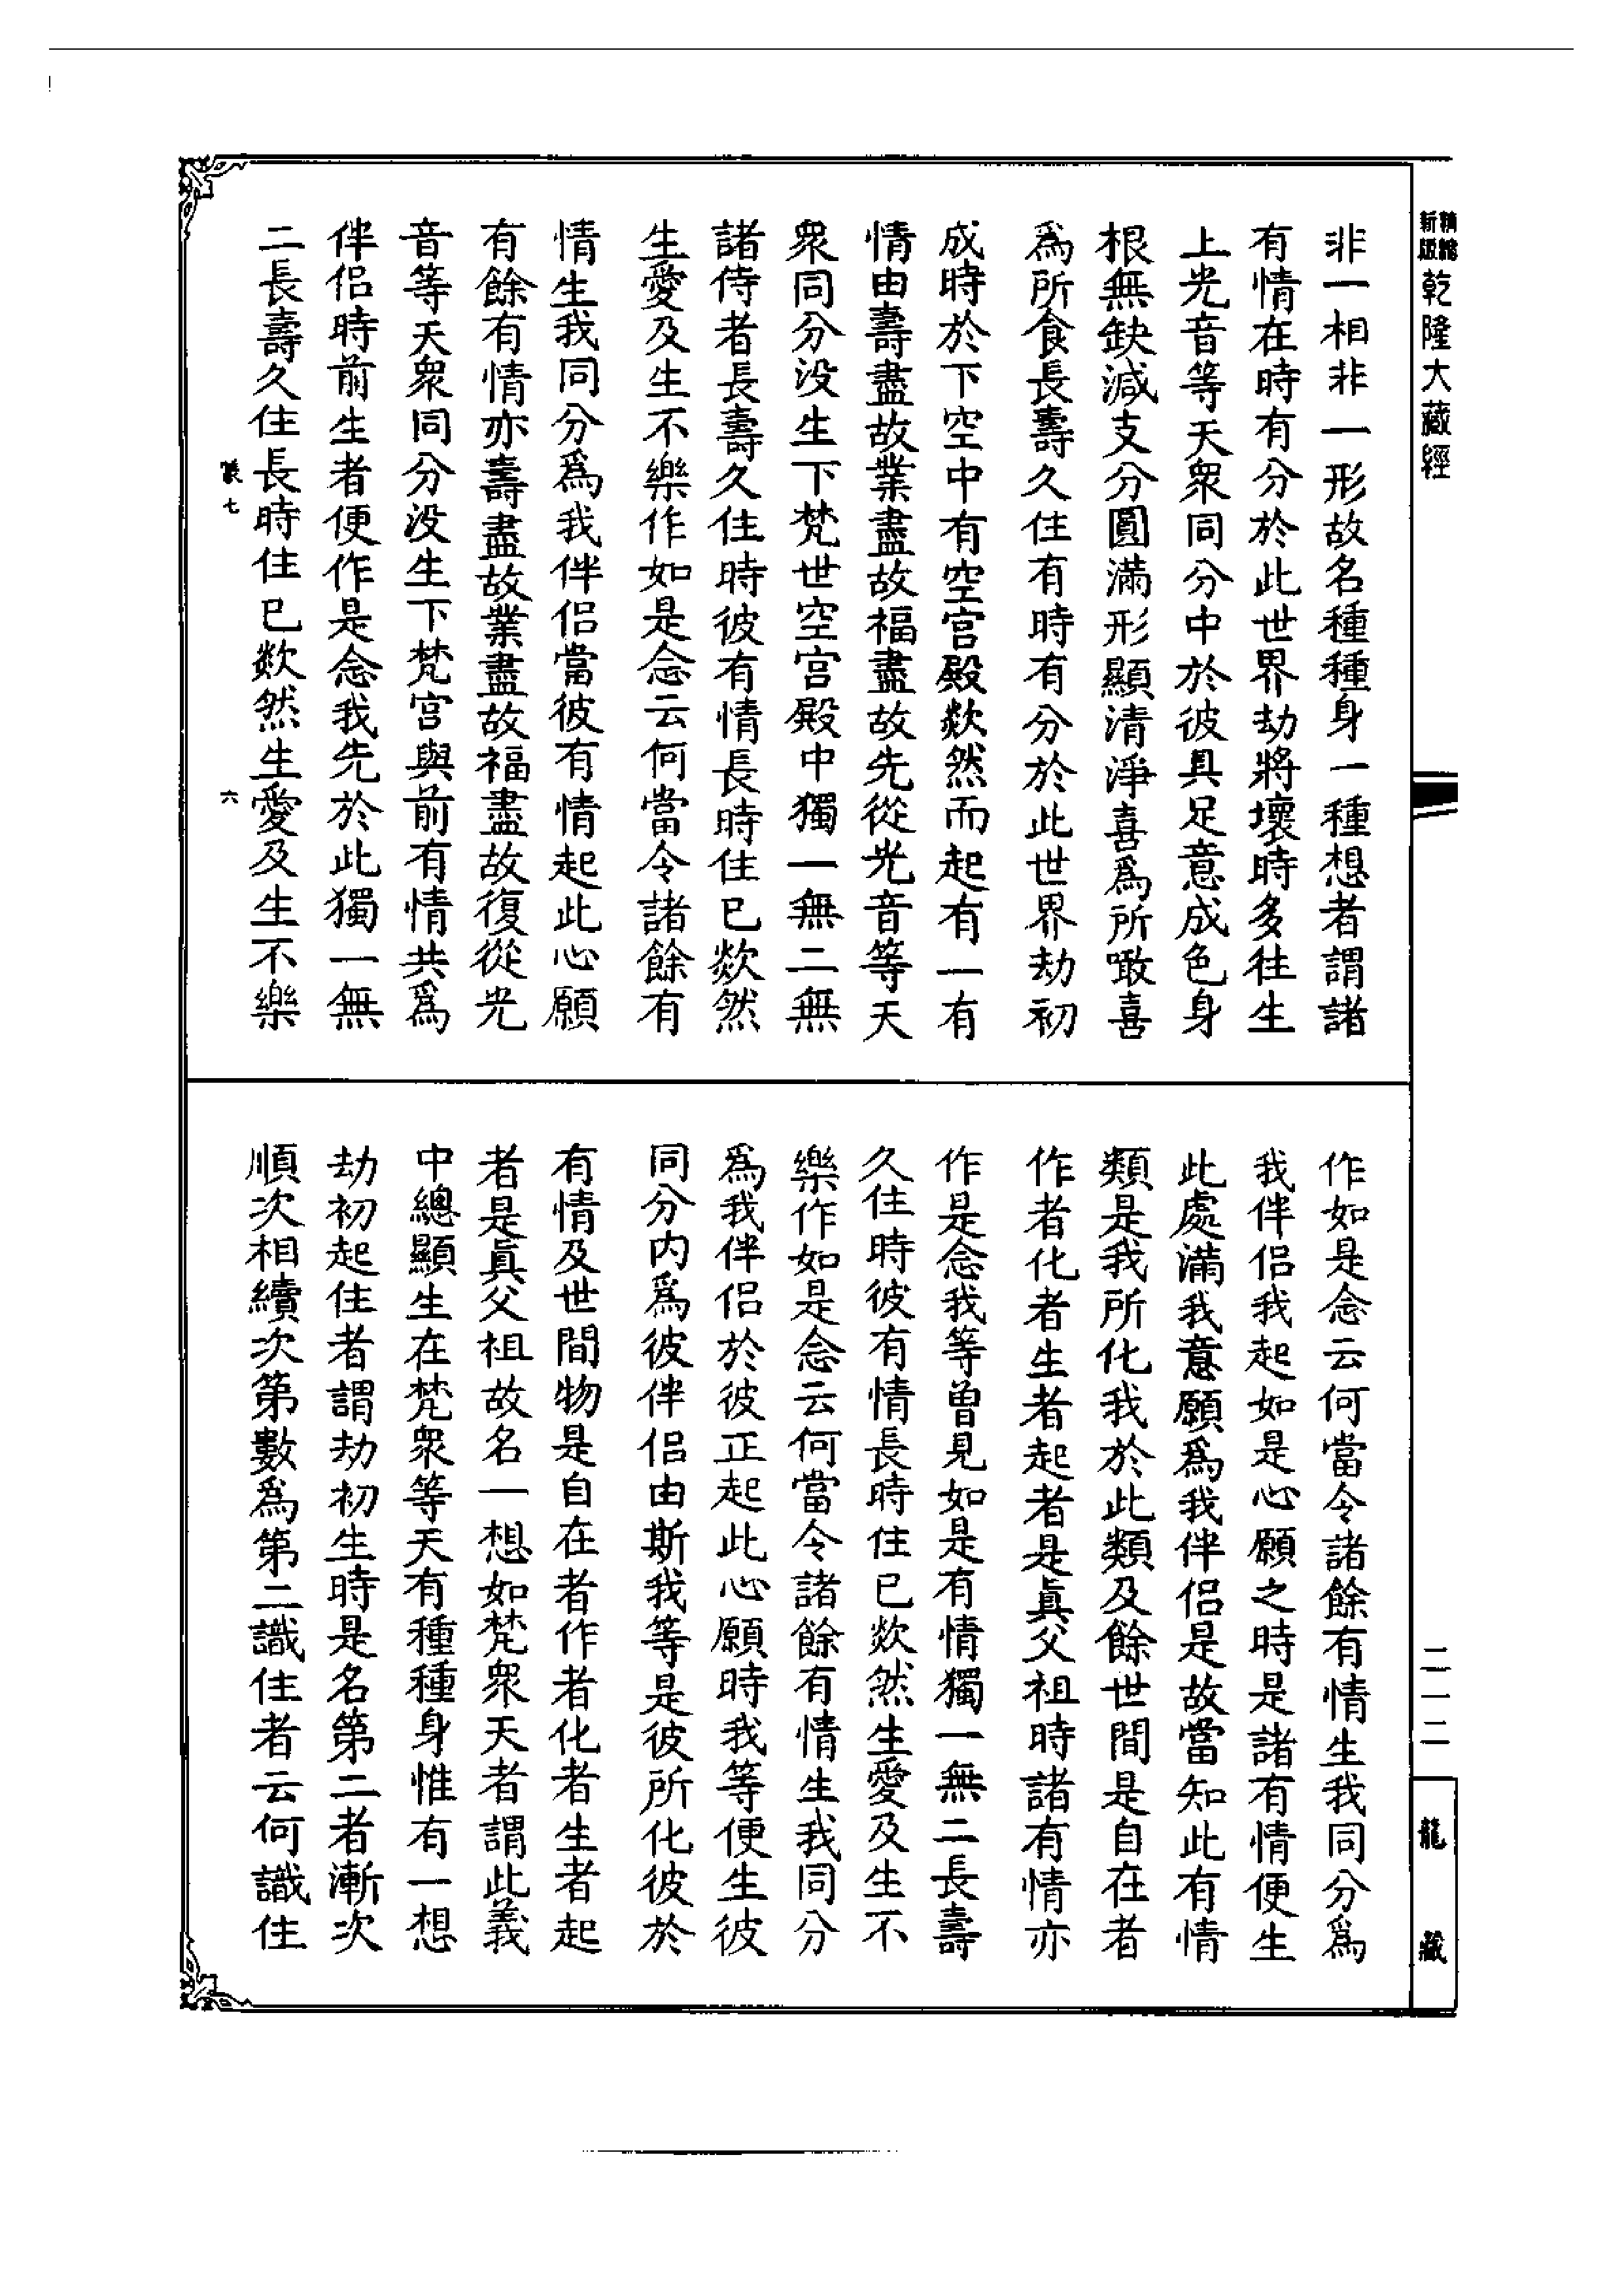 精縮
新版
乾隆大藏經
非一相非一形故名種種身一種想者謂諸
有情在時有分於此世界劫將壞時多往生
上光音等天衆同分中於彼具足意成色身
根無缺減支分圓滿形顯清淨喜爲所噉喜
爲所食長壽久住有時有分於此世界劫初
成時於下空中有空宮殿欻然而起有一有
情由壽盡故業盡故福盡故先從光音等天
衆同分没生下梵世空宮殿中獨一無二無
諸侍者長壽久住時彼有情長時住已欻然
生愛及生不樂作如是念云何當令諸餘有
情生我同分爲我伴侣當彼有情起此心願
有餘有情亦壽盡故業盡故福盡故復從光
音等天衆同分没生下梵宮與前有情共爲
伴侣時前生者便作是念我先於此獨一無
二長壽久住長時住已欻然生愛及生不樂
七
六
作如是念云何當令諸餘有情生我同分爲
我伴侣我起如是心願之時是諸有情便生
此處滿我意願爲我伴侣是故當知此有情
類是我所化我於此類及餘世間是自在者
作者化者生者起者是眞父祖時諸有情亦
作是念我等曾見如是有情獨一無二長壽
久住時彼有情長時住已欻然生愛及生不
樂作如是念云何當令諸餘有情生我同分
爲我伴侣於彼正起此心願時我等便生彼
同分内爲彼伴侣由斯我等是彼所化彼於
有情及世間物是自在者作者化者生者起
者是眞父祖故名一想如梵衆天者謂此義
中總顯生在梵衆等天有種種身惟有一想
劫初起住者謂劫初生時是名第二者漸次
順次相續次第數爲第二識住者云何識住
二一二
龍藏